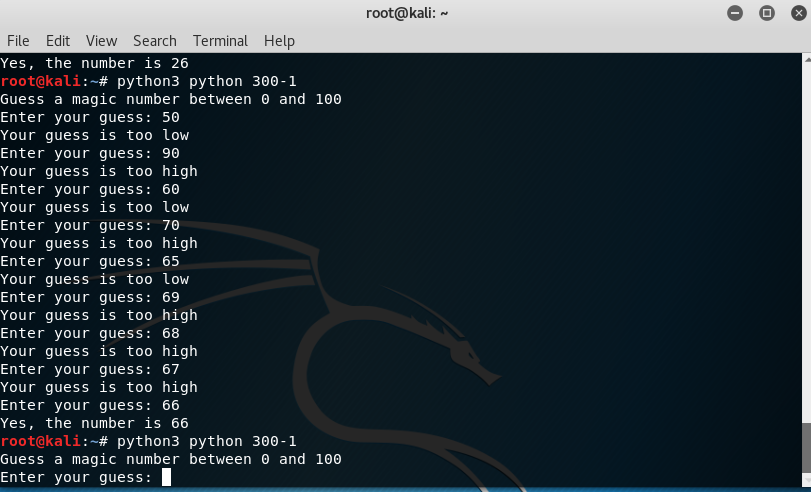 root@kali: ~
File Edit View Search Terminal Help
Yes, the number is 26
root@kali:~# python3 python 300-1
Guess a magic number between 0 and 100
Enter your guess: 50
Your guess is too low
Enter your guess: 90
Your guess is too high
Enter your guess: 60
Your guess is too low
Enter your guess: 70
Your guess is too high
Enter your guess: 65
Your guess is too low
Enter your guess: 69
Your guess is too high
Enter your guess: 68
Your guess is too high
Enter your guess: 67
Your guess is too high
Enter your guess: 66
Yes, the number is 66
root@kali:~# python3 python 300-1
Guess a magic number between 0 and 100
Enter your guess: